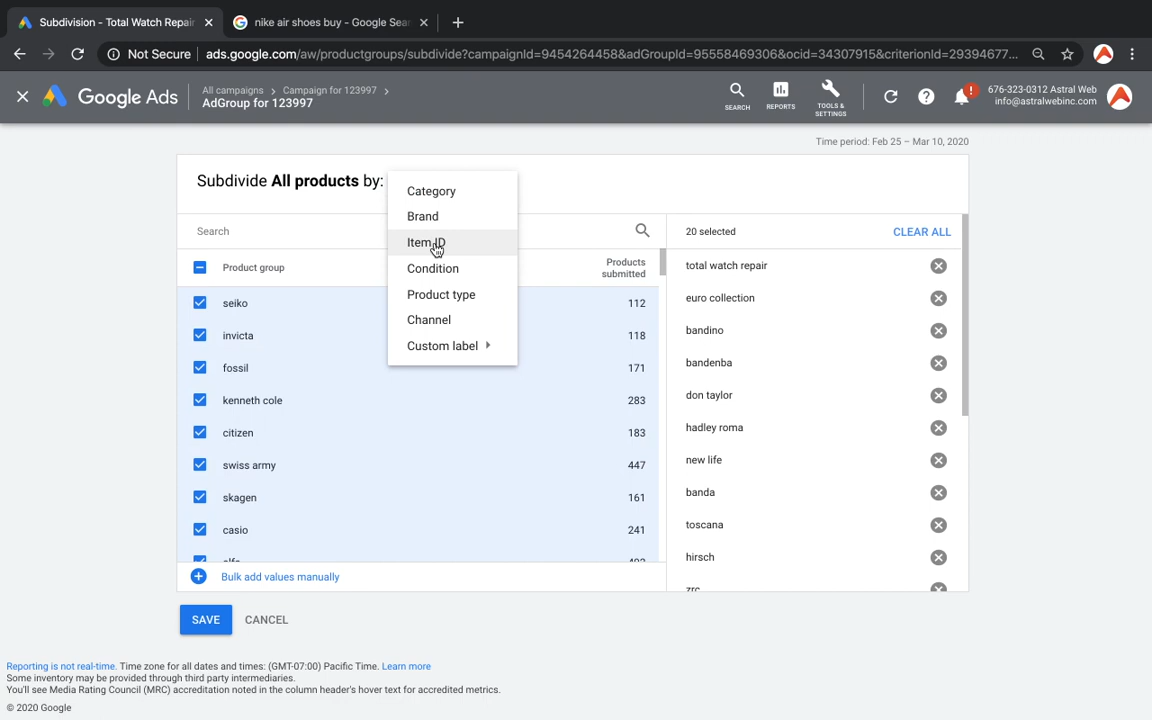 Subdivision - Total Watch Repair
nike air shoes buy - Google Sear
Not Secure
ads.google.com/aw/productgroups/subdivide?campaignId=9454264458&adGroupId=95558469306&ocid=34307915&criterionId=29394677...
Google Ads
All campaigns > Campaign for 123997 >
AdGroup for 123997
SEARCH
REPORTS
TOOLS &
SETTINGS
!
676-323-0312 Astral Web
info@astralwebinc.com
Time period: Feb 25 – Mar 10, 2020
Subdivide All products by:
Category
Brand
Item ID
Condition
Product type
Channel
Custom label
Search
Product group
Products
submitted
seiko 112
invicta 118
fossil 171
kenneth cole 283
citizen 183
swiss army 447
skagen 161
casio 241
Bulk add values manually
20 selected
CLEAR ALL
total watch repair
euro collection
bandino
bandenba
don taylor
hadley roma
new life
banda
toscana
hirsch
zrc
SAVE
CANCEL
Reporting is not real-time. Time zone for all dates and times: (GMT-07:00) Pacific Time. Learn more
Some inventory may be provided through third party intermediaries.
You'll see Media Rating Council (MRC) accreditation noted in the column header's hover text for accredited metrics.
© 2020 Google